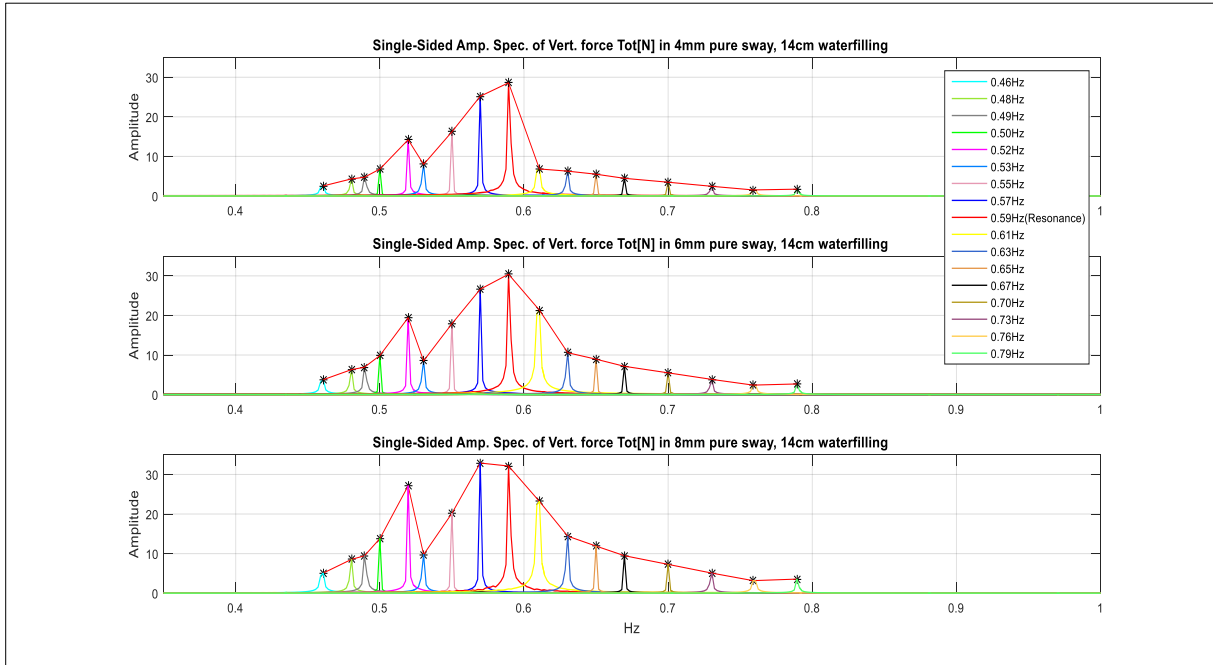 Single-Sided Amp. Spec. of Vert. force Tot[N] in 4mm pure sway, 14cm waterfilling
Amplitude
30
20
10
0
0.4 0.5 0.6 0.7 0.8 0.9 1
0.46Hz
0.48Hz
0.49Hz
0.50Hz
0.52Hz
0.53Hz
0.55Hz
0.57Hz
0.59Hz(Resonance)
0.61Hz
0.63Hz
0.65Hz
0.67Hz
0.70Hz
0.73Hz
0.76Hz
0.79Hz
Single-Sided Amp. Spec. of Vert. force Tot[N] in 6mm pure sway, 14cm waterfilling
Amplitude
30
20
10
0
0.4 0.5 0.6 0.7 0.8 0.9 1
Single-Sided Amp. Spec. of Vert. force Tot[N] in 8mm pure sway, 14cm waterfilling
Amplitude
30
20
10
0
0.4 0.5 0.6 0.7 0.8 0.9 1
Hz